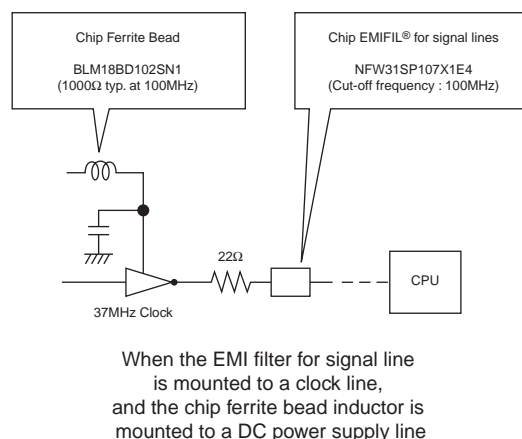 Chip Ferrite Bead
BLM18BD102SN1
(1000Ω typ. at 100MHz)
Chip EMIFIL® for signal lines
NFW31SP107X1E4
(Cut-off frequency : 100MHz)
22Ω
CPU
37MHz Clock
When the EMI filter for signal line
is mounted to a clock line,
and the chip ferrite bead inductor is
mounted to a DC power supply line